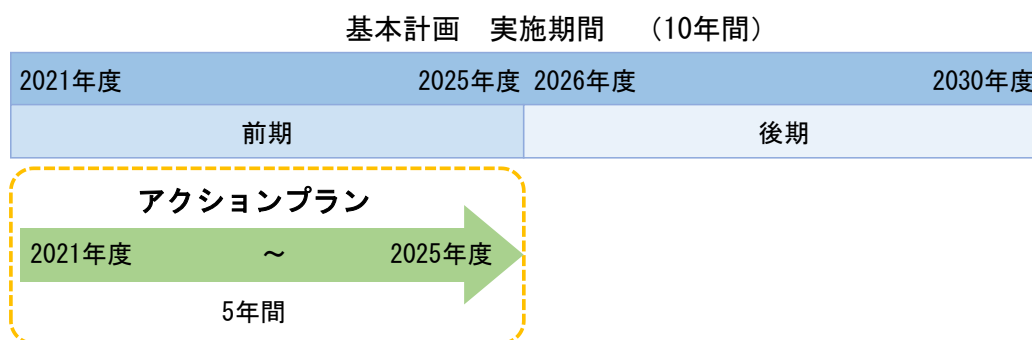 基本計画　実施期間　（10年間）
2021年度 2025年度 2026年度 2030年度
前期 後期
アクションプラン
2021年度 ～ 2025年度
5年間